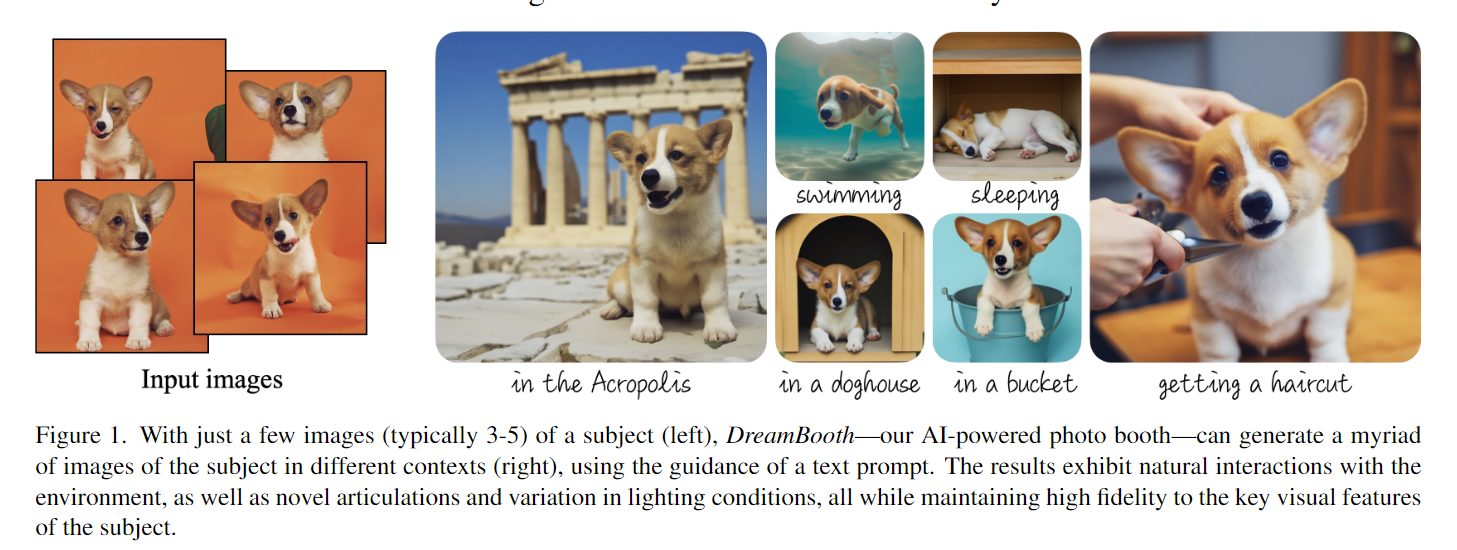 swimming
sleeping
Input images
in the Acropolis
in a doghouse
in a bucket
getting a haircut
Figure 1. With just a few images (typically 3-5) of a subject (left), DreamBooth—our AI-powered photo booth—can generate a myriad
of images of the subject in different contexts (right), using the guidance of a text prompt. The results exhibit natural interactions with the
environment, as well as novel articulations and variation in lighting conditions, all while maintaining high fidelity to the key visual features
of the subject.